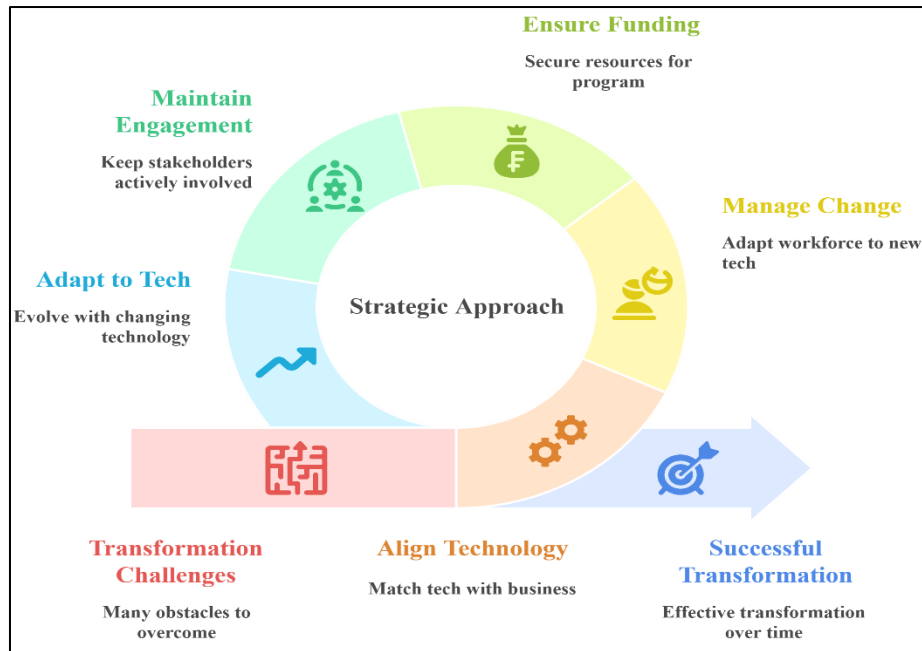 Ensure Funding
Secure resources for
program
Maintain
Engagement
Keep stakeholders
actively involved
Manage Change
Adapt workforce to new
tech
Adapt to Tech
Evolve with changing
technology
Strategic Approach
Transformation
Challenges
Many obstacles to
overcome
Align Technology
Match tech with business
Successful
Transformation
Effective transformation
over time